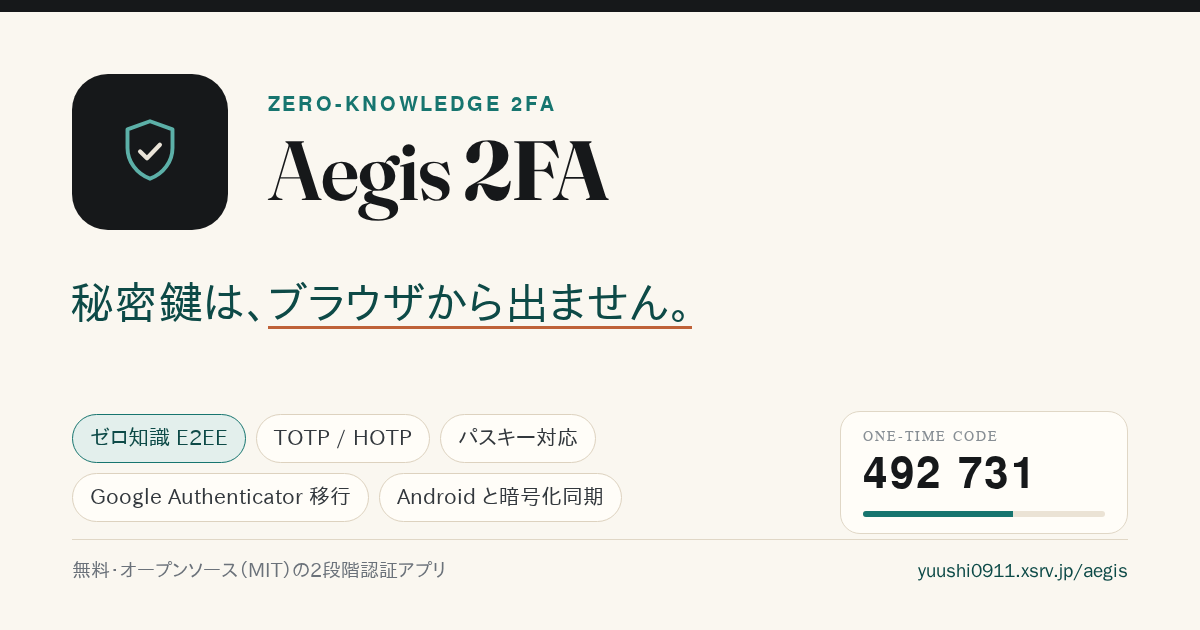 ZERO-KNOWLEDGE 2FA
Aegis 2FA
秘密鍵は、ブラウザから出ません。
ゼロ知識 E2EE
TOTP / HOTP
パスキー対応
Google Authenticator 移行
Android と暗号化同期
ONE-TIME CODE
492 731
無料·オープンソース(MIT)の2段階認証アプリ
yuushi0911.xsrv.jp/aegis